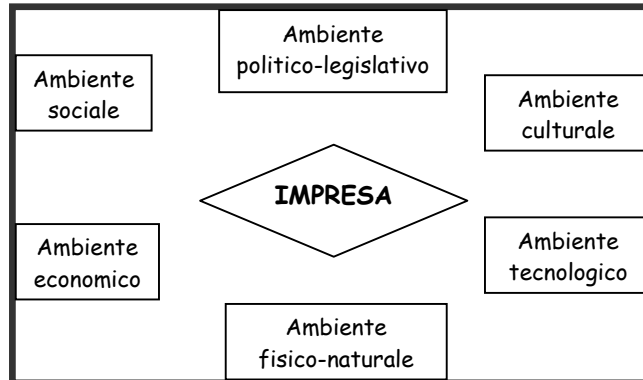 Ambiente
politico-legislativo
Ambiente
sociale
Ambiente
culturale
IMPRESA
Ambiente
economico
Ambiente
tecnologico
Ambiente
fisico-naturale